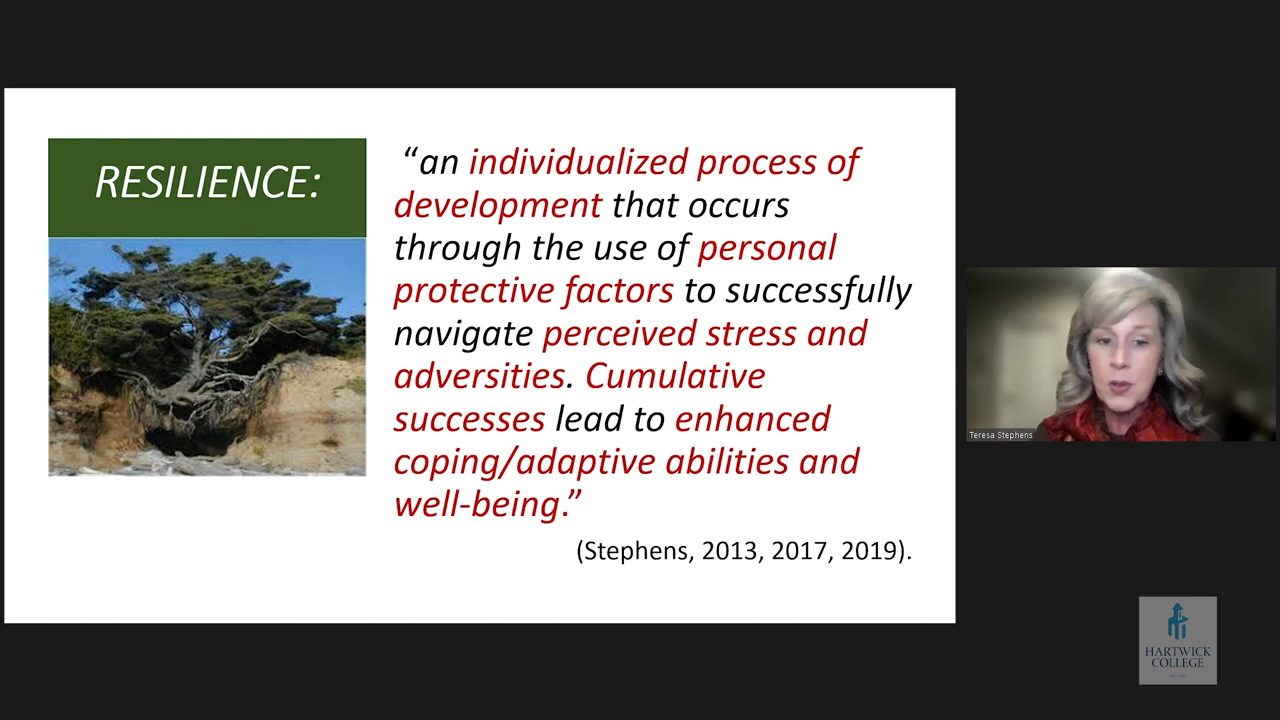 RESILIENCE:
“an individualized process of
development that occurs
through the use of personal
protective factors to successfully
navigate perceived stress and
adversities. Cumulative
successes lead to enhanced
coping/adaptive abilities and
well-being.”
(Stephens, 2013, 2017, 2019).
Teresa Stephens
HARTWICK
COLLEGE